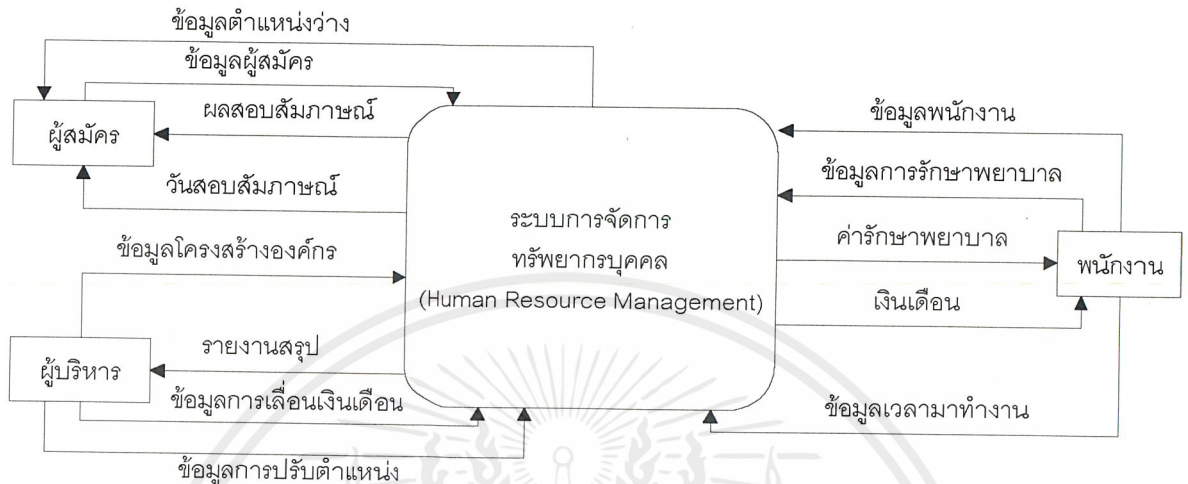 ข้อมูลตำแหน่งว่าง
ข้อมูลผู้สมัคร
ผลสอบสัมภาษณ์
ผู้สมัคร
วันสอบสัมภาษณ์
ข้อมูลโครงสร้างองค์กร
รายงานสรุป
ผู้บริหาร
ข้อมูลการเลื่อนเงินเดือน
ข้อมูลการปรับตำแหน่ง
ระบบการจัดการ
ทรัพยากรบุคคล
(Human Resource Management)
ข้อมูลพนักงาน
ข้อมูลการรักษาพยาบาล
ค่ารักษาพยาบาล
พนักงาน
เงินเดือน
ข้อมูลเวลามาทำงาน